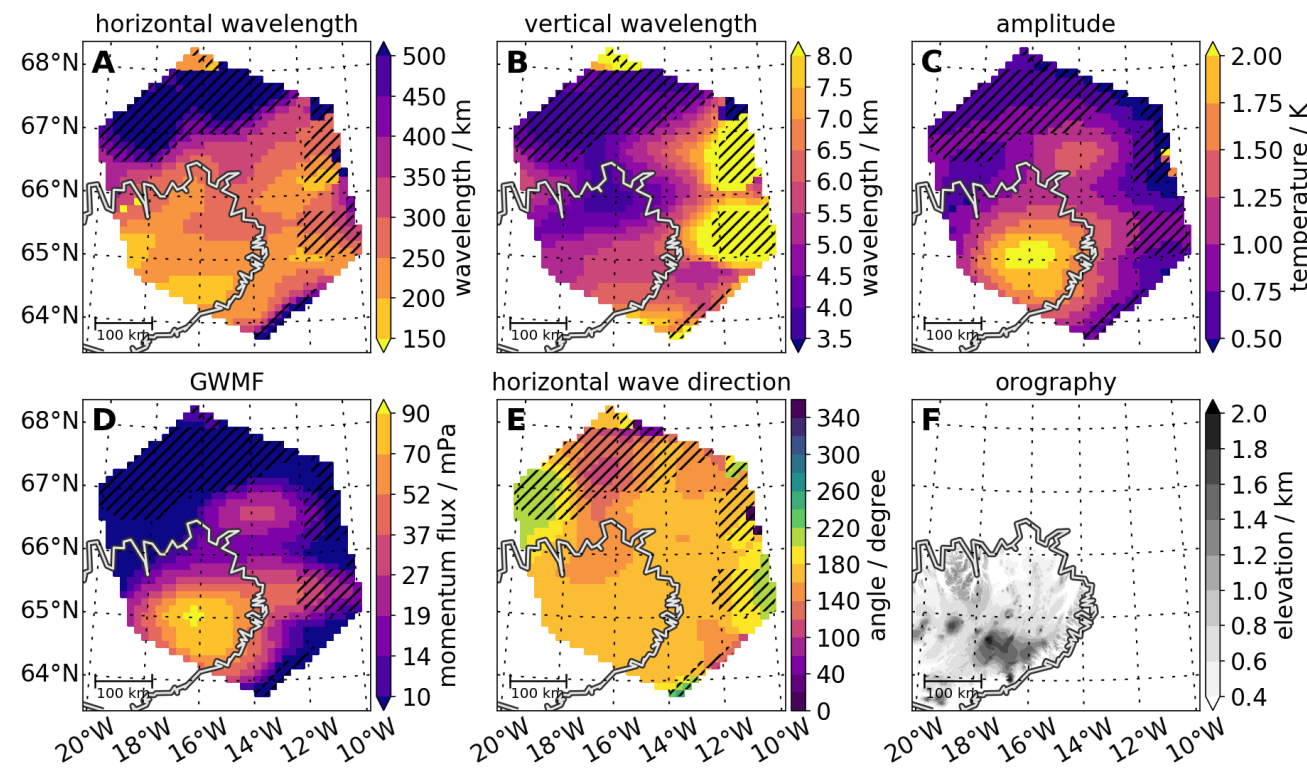 horizontal wavelength
vertical wavelength
amplitude
A
B
C
68°N
67°N
66°N
65°N
64°N
100 km
100 km
100 km
500
450
400
350
300
250
200
150
wavelength / km
8.0
7.5
7.0
6.5
6.0
5.5
5.0
4.5
4.0
3.5
wavelength / km
2.00
1.75
1.50
1.25
1.00
0.75
0.50
temperature / K
GWMF
horizontal wave direction
orography
D
E
F
68°N
67°N
66°N
65°N
64°N
100 km
100 km
100 km
90
70
52
37
27
19
14
10
momentum flux / mPa
340
300
260
220
180
140
100
40
0
angle / degree
2.0
1.8
1.6
1.4
1.2
1.0
0.8
0.6
0.4
elevation / km
20°W
18°W
16°W
14°W
12°W
10°W
20°W
18°W
16°W
14°W
12°W
10°W
20°W
18°W
16°W
14°W
12°W
10°W